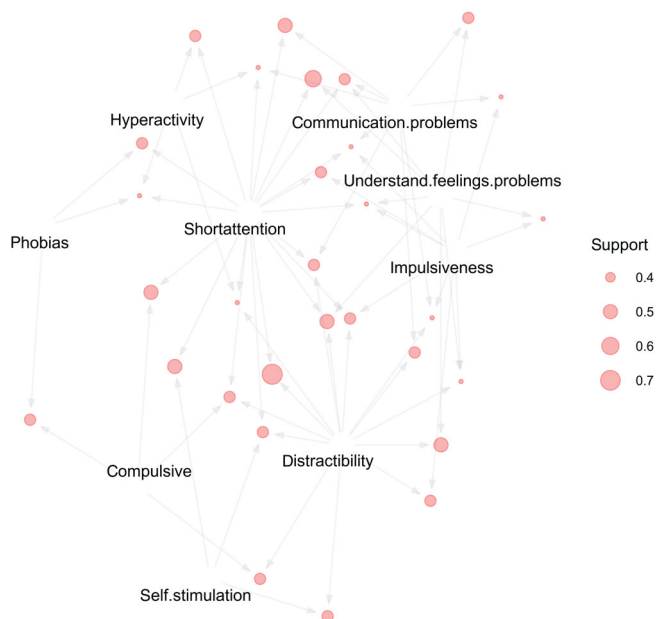 Hyperactivity
Communication.problems
Understand.feelings.problems
Shortattention
Phobias
Impulsiveness
Support
0.4
0.5
0.6
0.7
Distractibility
Compulsive
Self.stimulation